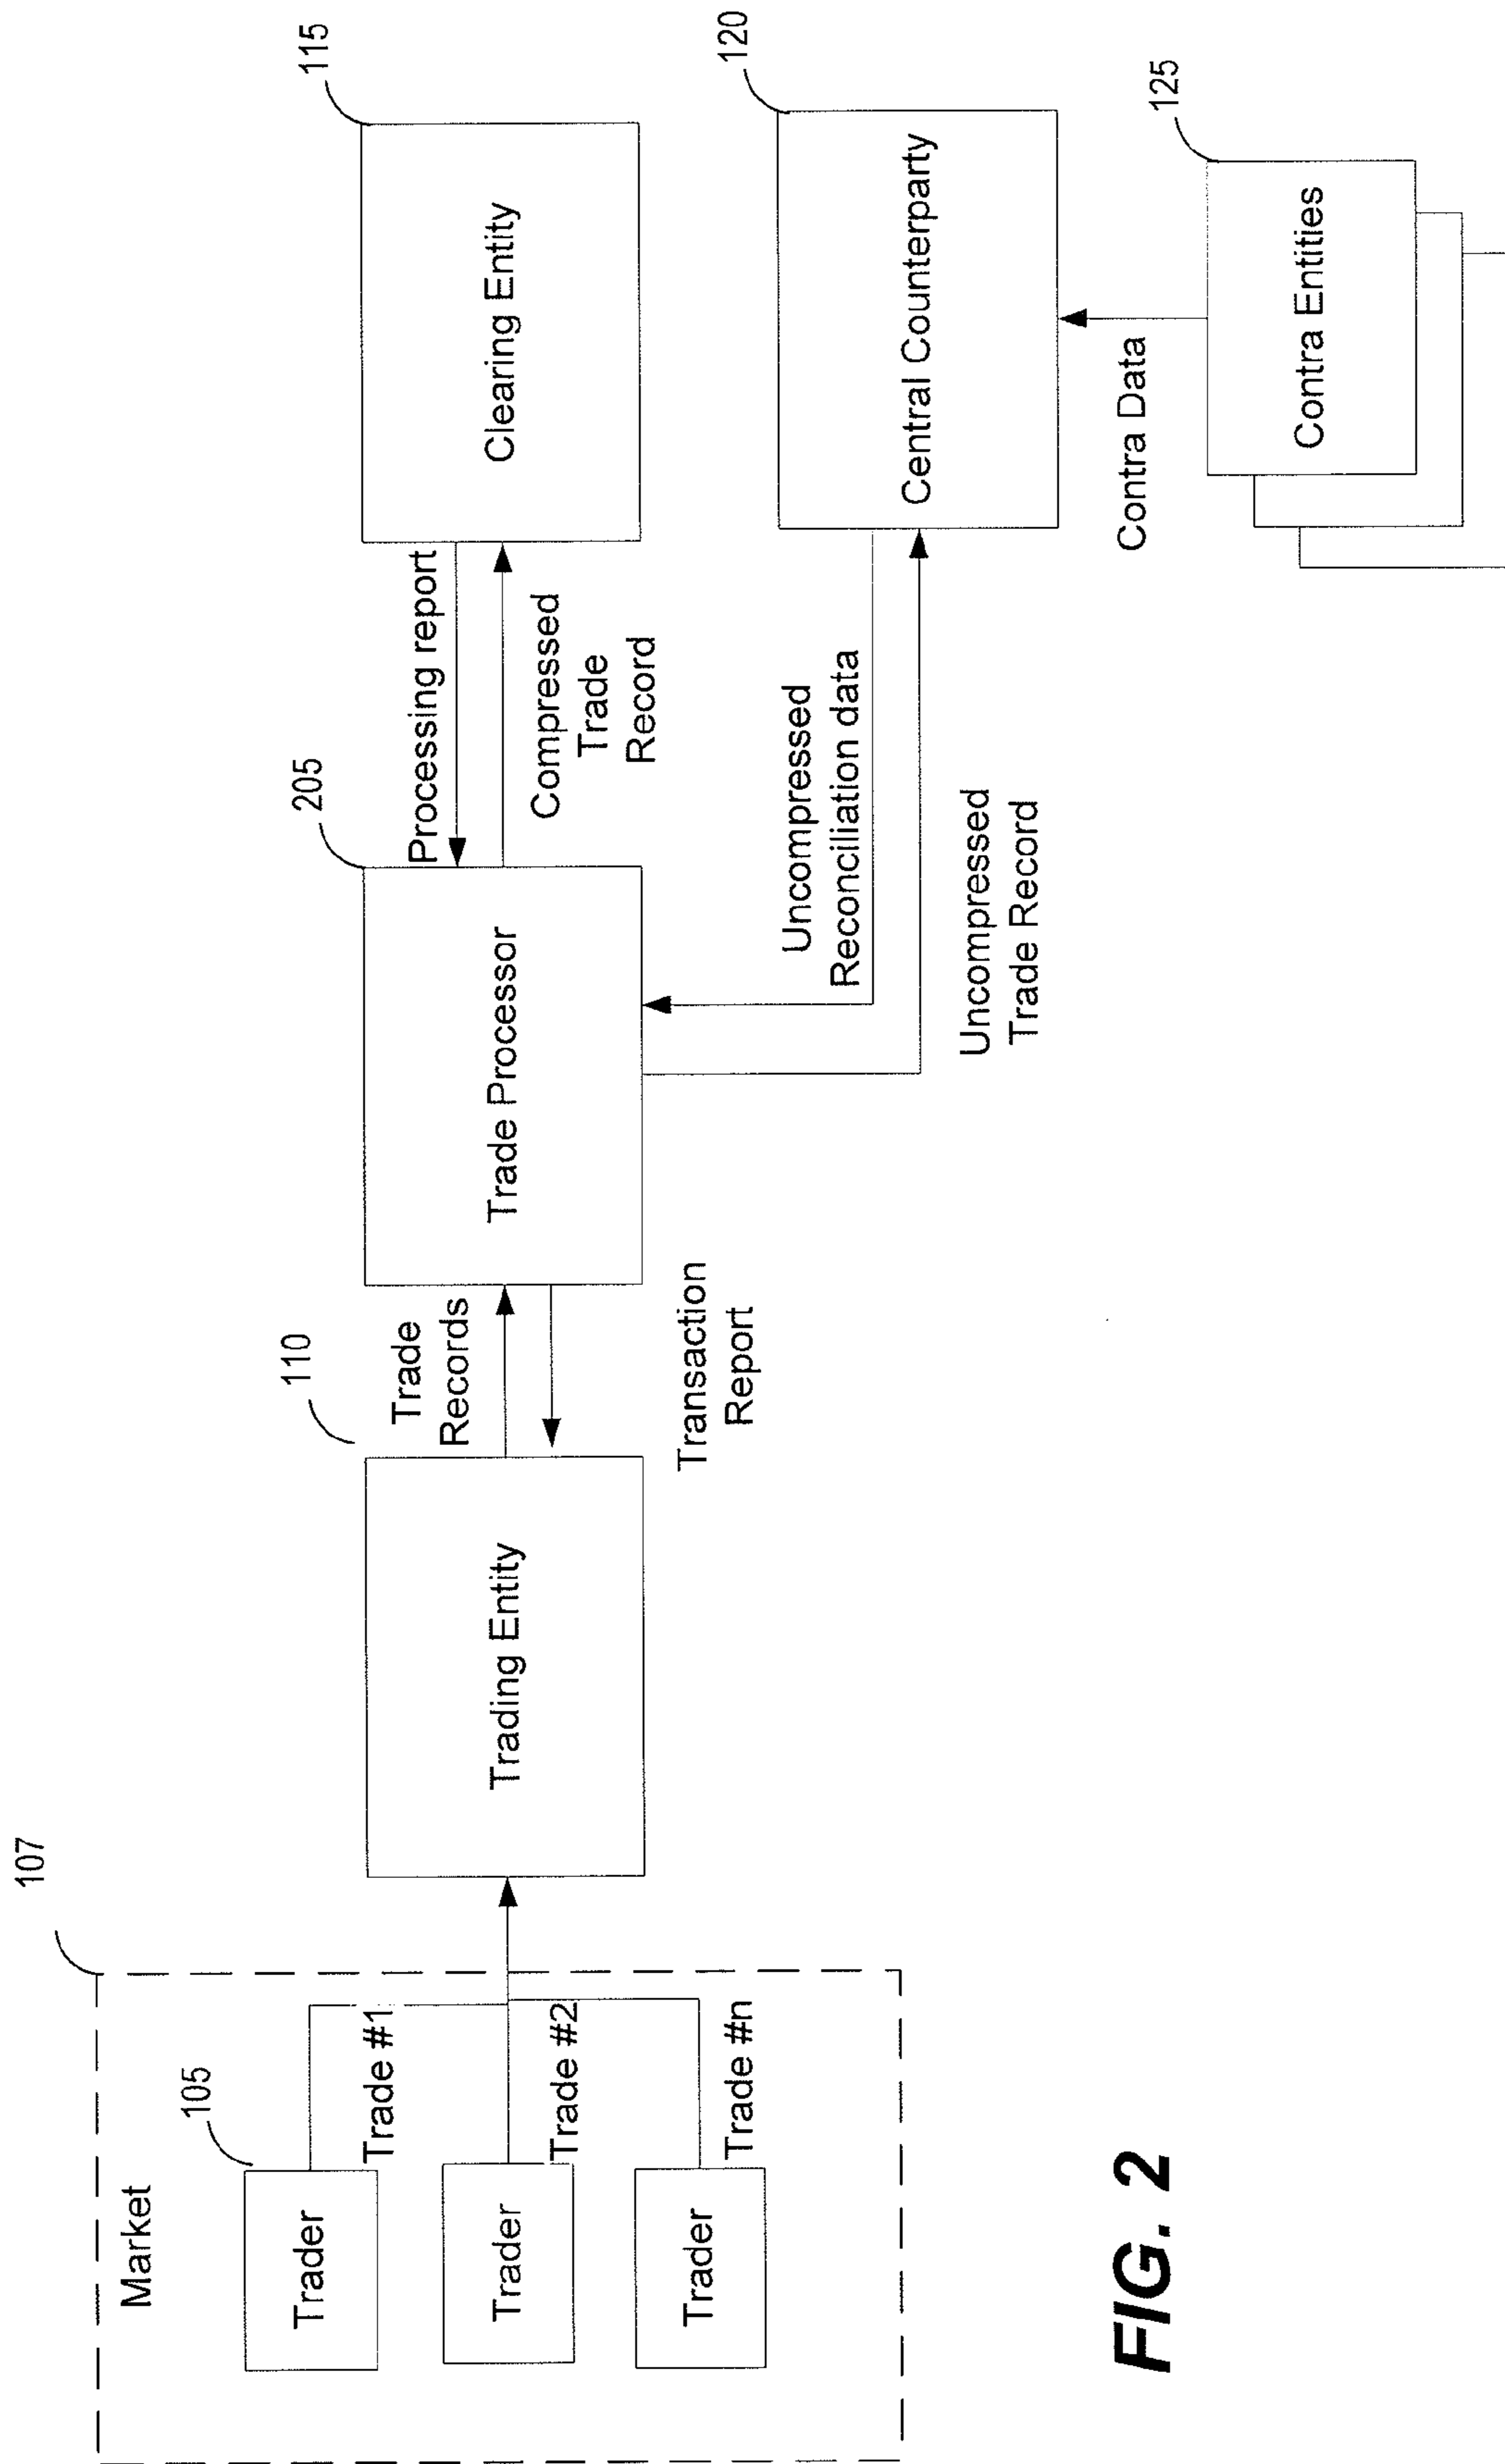 107
Market
105
Trader
Trade #1
Trader
Trade #2
Trader
Trade #n
Trading Entity
110
Trade
Records
Transaction
Report
205
Trade Processor
Processing report
Compressed
Trade
Record
115
Clearing Entity
Uncompressed
Reconciliation data
Uncompressed
Trade Record
120
Central Counterparty
Contra Data
125
Contra Entities
FIG. 2